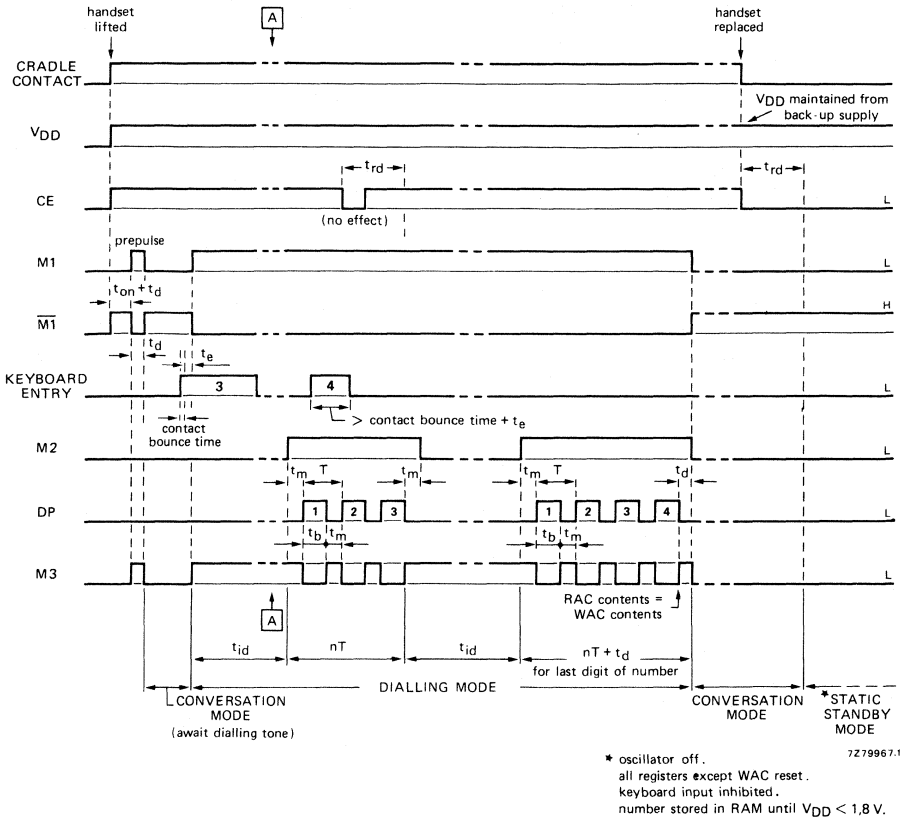 handset
lifted
A
handset
replaced
CRADLE
CONTACT
VDD maintained from
back-up supply
VDD
trd
trd
CE
L
(no effect)
prepulse
M1
L
ton + td
H
M1
td
te
KEYBOARD
ENTRY
3
4
L
> contact bounce time + te
contact
bounce time
M2
L
tm
T
tm
tm
T
td
DP
1
2
3
1
2
3
4
L
tb
tm
tb
tm
M3
L
RAC contents =
WAC contents
A
tid
nT
tid
nT + td
for last digit of number
CONVERSATION
MODE
(await dialling tone)
DIALLING MODE
CONVERSATION
MODE
*STATIC
STANDBY
MODE
7Z79967.1
* oscillator off.
all registers except WAC reset.
keyboard input inhibited.
number stored in RAM until VDD < 1,8 V.